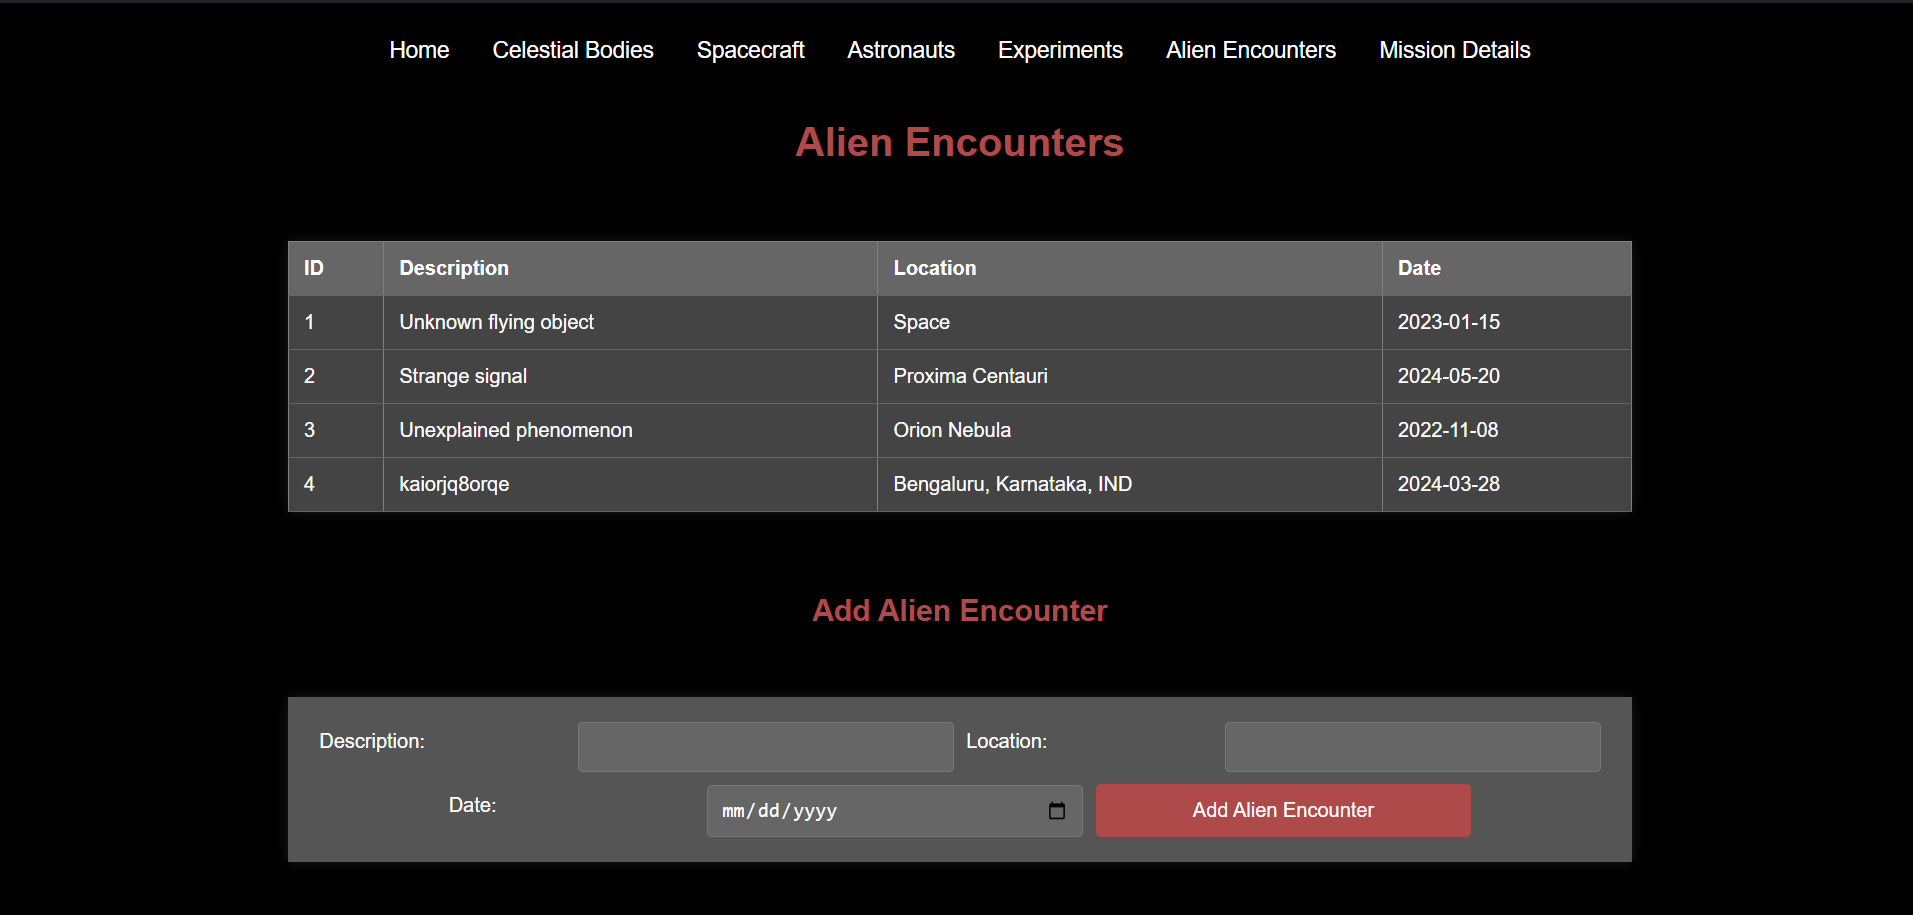 Home Celestial Bodies Spacecraft Astronauts Experiments Alien Encounters Mission Details
Alien Encounters
ID Description Location Date
1 Unknown flying object Space 2023-01-15
2 Strange signal Proxima Centauri 2024-05-20
3 Unexplained phenomenon Orion Nebula 2022-11-08
4 kaiorjq8orqe Bengaluru, Karnataka, IND 2024-03-28
Add Alien Encounter
Description: Location:
Date: mm/dd/yyyy Add Alien Encounter